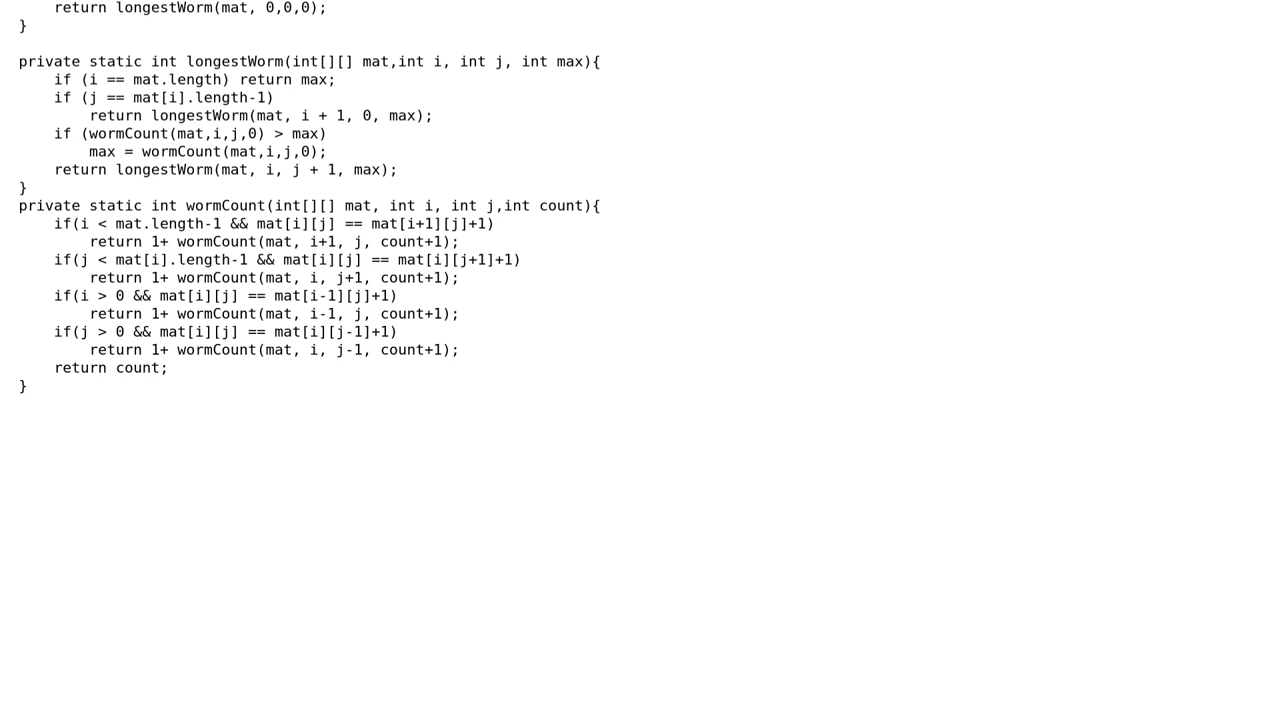 return longestWorm(mat, 0,0,0);
}

private static int longestWorm(int[][] mat,int i, int j, int max){
    if (i == mat.length) return max;
    if (j == mat[i].length-1)
        return longestWorm(mat, i + 1, 0, max);
    if (wormCount(mat,i,j,0) > max)
        max = wormCount(mat,i,j,0);
    return longestWorm(mat, i, j + 1, max);
}
private static int wormCount(int[][] mat, int i, int j,int count){
    if(i < mat.length-1 && mat[i][j] == mat[i+1][j]+1)
        return 1+ wormCount(mat, i+1, j, count+1);
    if(j < mat[i].length-1 && mat[i][j] == mat[i][j+1]+1)
        return 1+ wormCount(mat, i, j+1, count+1);
    if(i > 0 && mat[i][j] == mat[i-1][j]+1)
        return 1+ wormCount(mat, i-1, j, count+1);
    if(j > 0 && mat[i][j] == mat[i][j-1]+1)
        return 1+ wormCount(mat, i, j-1, count+1);
    return count;
}